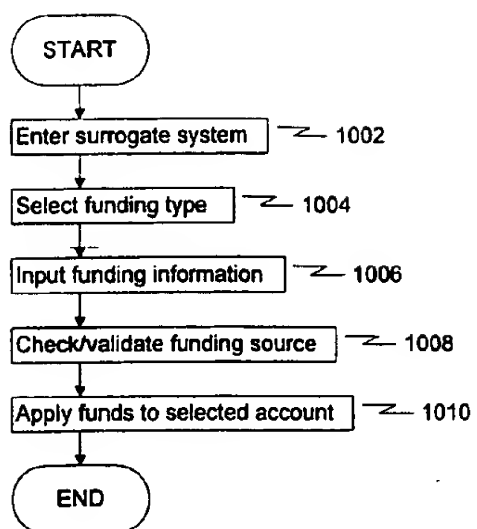 START
Enter surrogate system 1002
Select funding type 1004
Input funding information 1006
Check/validate funding source 1008
Apply funds to selected account 1010
END